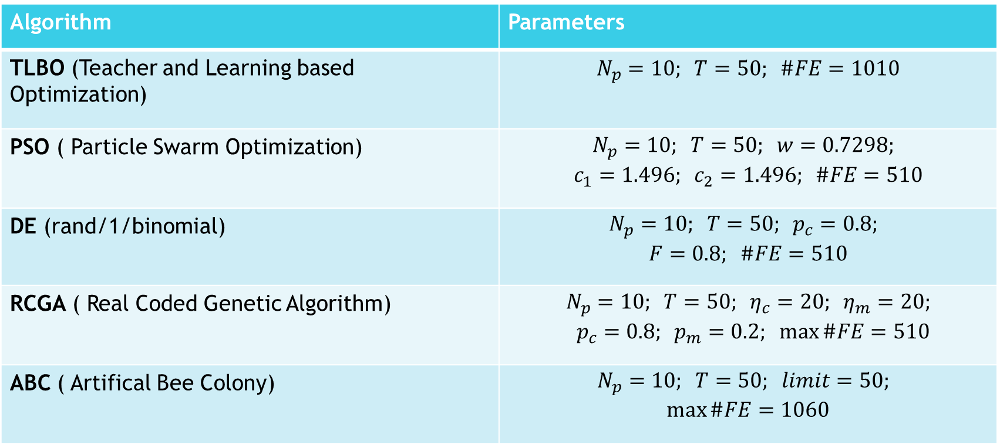 Algorithm
Parameters
TLBO (Teacher and Learning based
Optimization)
N_p = 10; T = 50; #FE = 1010
PSO ( Particle Swarm Optimization)
N_p = 10; T = 50; w = 0.7298;
c_1 = 1.496; c_2 = 1.496; #FE = 510
DE (rand/1/binomial)
N_p = 10; T = 50; p_c = 0.8;
F = 0.8; #FE = 510
RCGA ( Real Coded Genetic Algorithm)
N_p = 10; T = 50; η_c = 20; η_m = 20;
p_c = 0.8; p_m = 0.2; max #FE = 510
ABC ( Artifical Bee Colony)
N_p = 10; T = 50; limit = 50;
max #FE = 1060